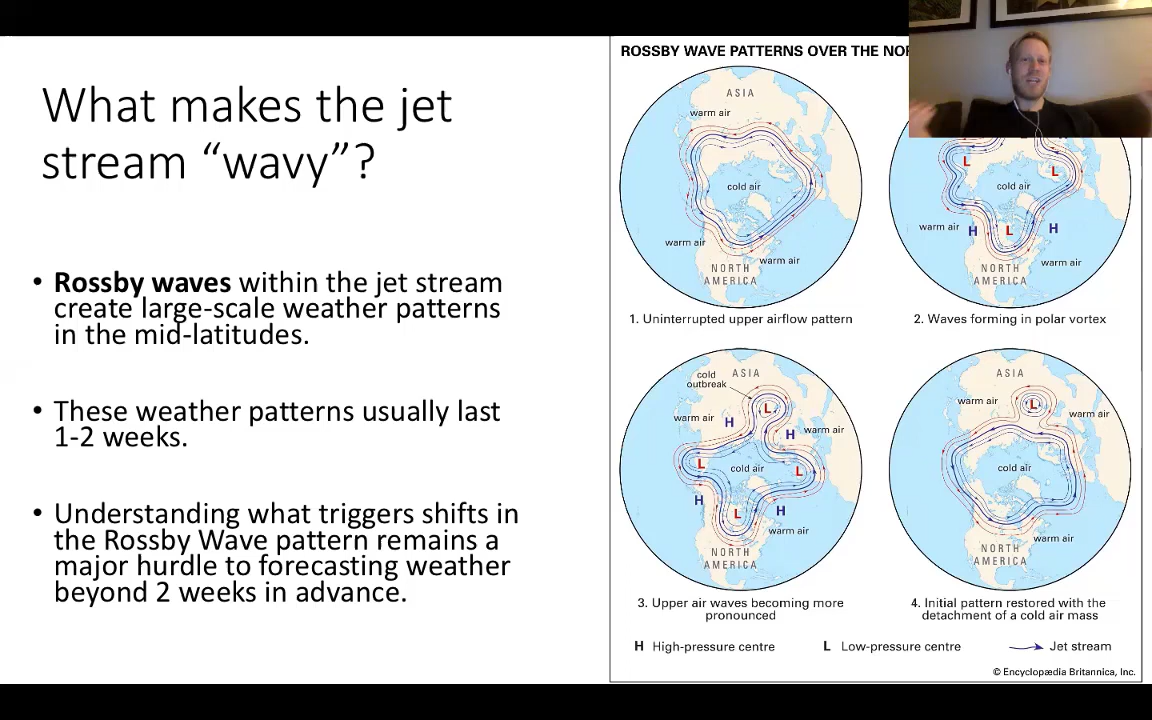 What makes the jet
stream “wavy”?
• Rossby waves within the jet stream
create large-scale weather patterns
in the mid-latitudes.
• These weather patterns usually last
1-2 weeks.
• Understanding what triggers shifts in
the Rossby Wave pattern remains a
major hurdle to forecasting weather
beyond 2 weeks in advance.
ROSSBY WAVE PATTERNS OVER THE
ASIA
warm air
cold air
warm air
warm air
NORTH
AMERICA
1. Uninterrupted upper airflow pattern
L
L
cold air
warm air
H
L
H
warm air
NORTH
AMERICA
2. Waves forming in polar vortex
ASIA
cold
outbreak
L
warm air
H
H
warm air
L
cold air
L
H
L
H
warm air
NORTH
AMERICA
3. Upper air waves becoming more
pronounced
ASIA
warm air
L
warm air
cold air
warm air
NORTH
AMERICA
4. Initial pattern restored with the
detachment of a cold air mass
H High-pressure centre
L Low-pressure centre
Jet stream
© Encyclopædia Britannica, Inc.